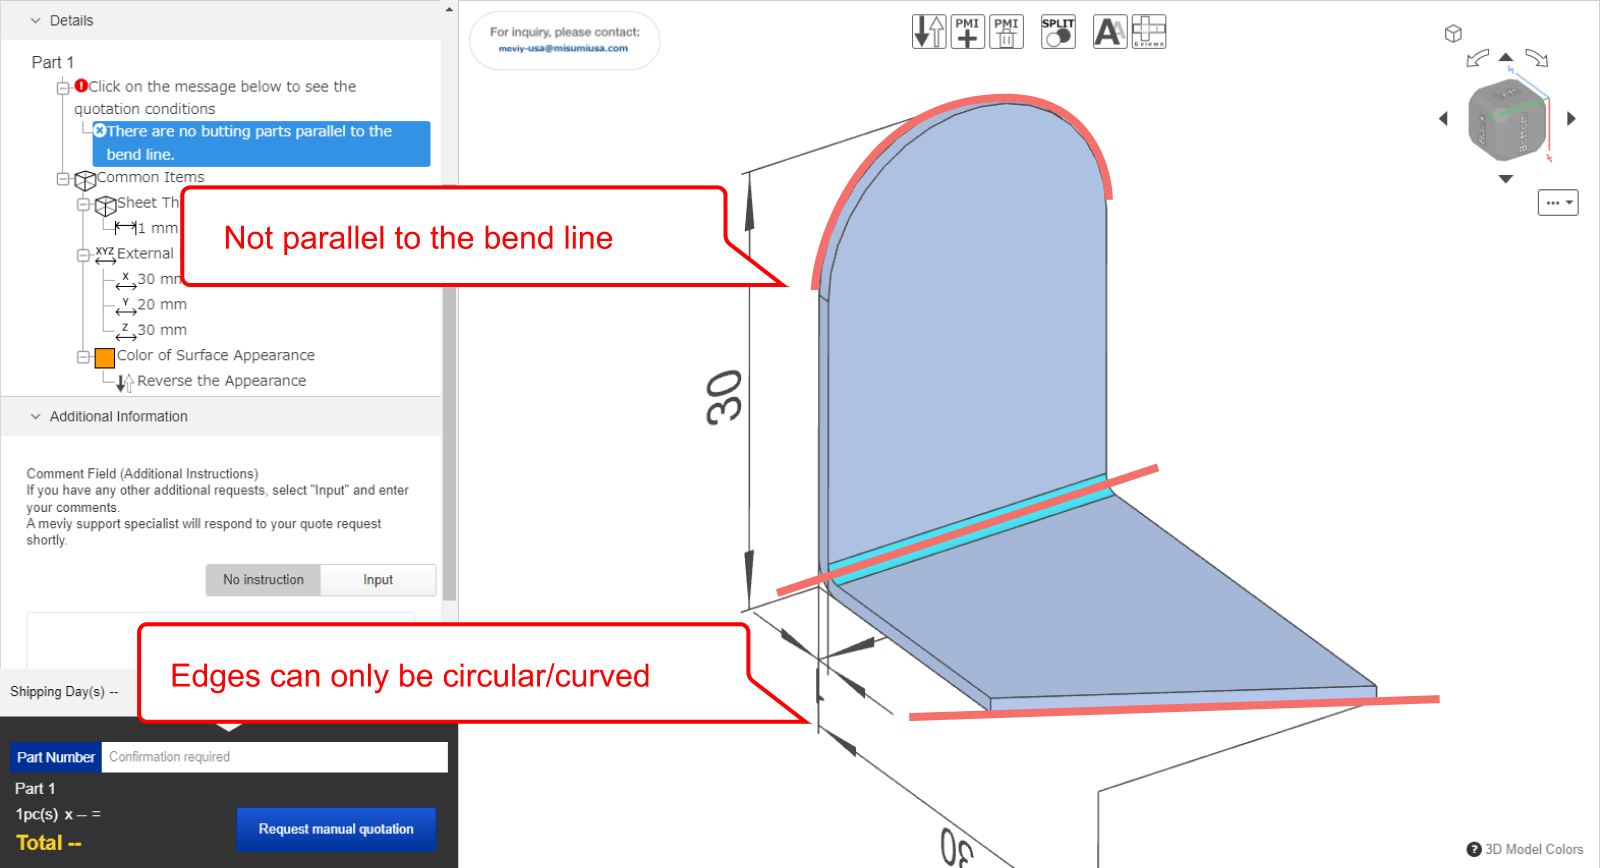 Details
Part 1
Click on the message below to see the
quotation conditions
There are no butting parts parallel to the
bend line.
Common Items
Sheet Th
1 mm
XYZ External
X 30 mm
Y 20 mm
Z 30 mm
Color of Surface Appearance
Reverse the Appearance
Additional Information
Comment Field (Additional Instructions)
If you have any other additional requests, select "Input" and enter
your comments.
A meviy support specialist will respond to your quote request
shortly.
No instruction
Input
Shipping Day(s) --
Part Number
Confirmation required
Part 1
1pc(s) x -- =
Total --
Request manual quotation
For inquiry, please contact:
meviy-usa@misumiusa.com
PMI
PMI
SPLIT
AA
6views
Not parallel to the bend line
30
Edges can only be circular/curved
30
Bottom
X
3D Model Colors